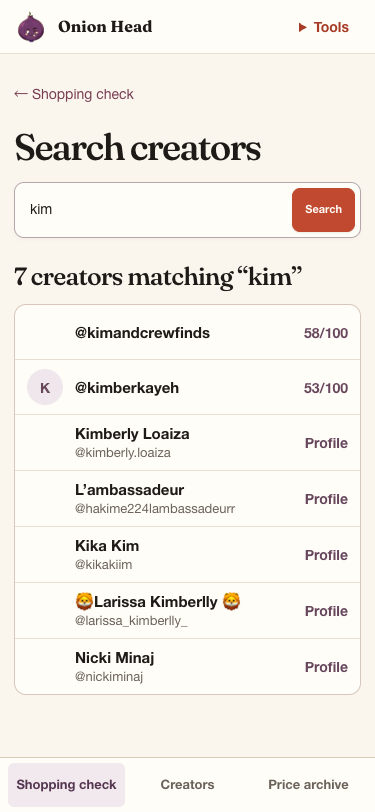 Onion Head
▶ Tools
← Shopping check
Search creators
kim
Search
7 creators matching “kim”
@kimandcrewfinds
58/100
K
@kimberkayeh
53/100
Kimberly Loaiza
@kimberly.loaiza
Profile
L’ambassadeur
@hakime224lambassadeurr
Profile
Kika Kim
@kikakiim
Profile
🦁Larissa Kimberlly 🦁
@larissa_kimberlly_
Profile
Nicki Minaj
@nickiminaj
Profile
Shopping check
Creators
Price archive